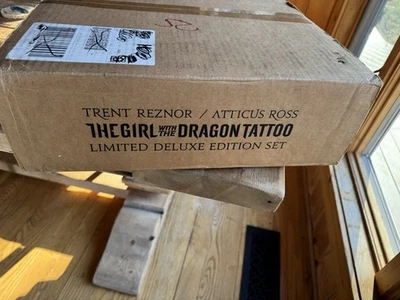 TRENT REZNOR / ATTICUS ROSS
THE GIRL WITH THE DRAGON TATTOO
LIMITED DELUXE EDITION SET